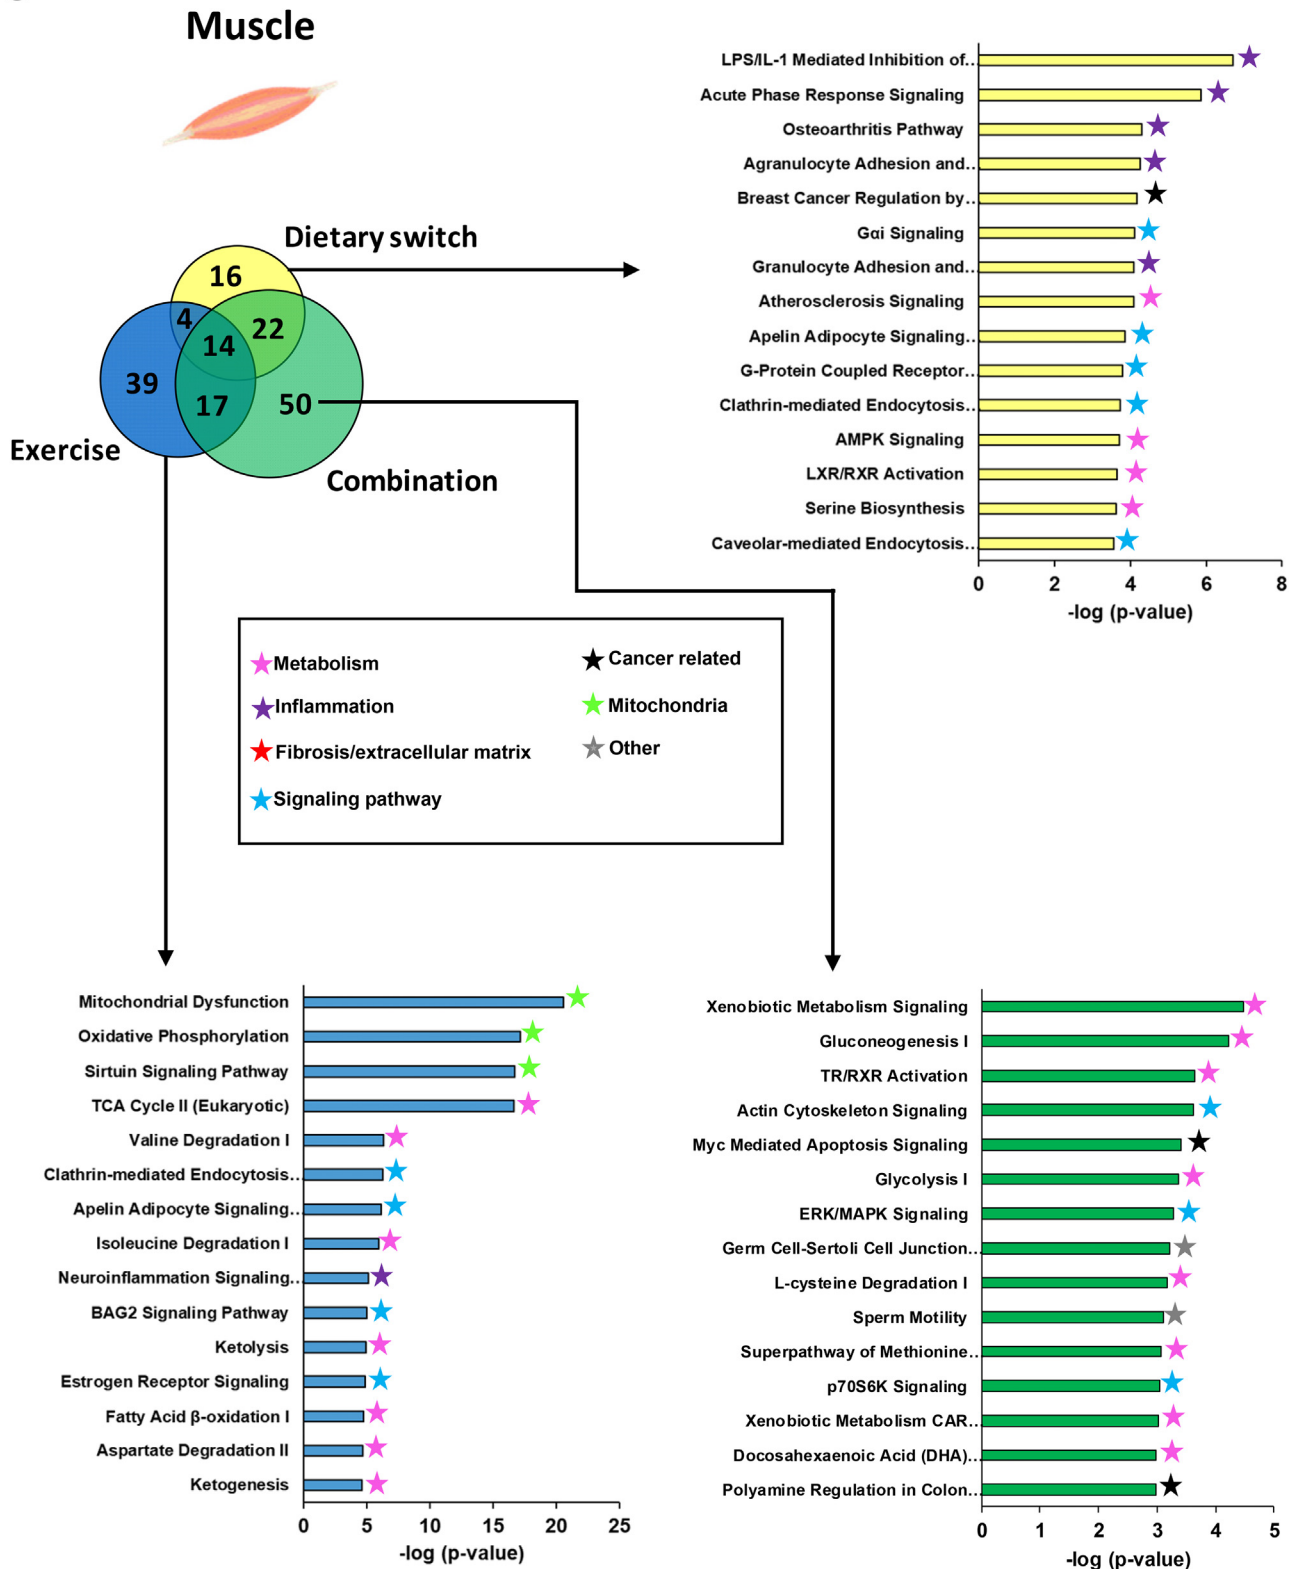 Muscle
Dietary switch
16
4
22
14
39
17
50
Exercise
Combination
LPS/IL-1 Mediated Inhibition of..
Acute Phase Response Signaling
Osteoarthritis Pathway
Agranulocyte Adhesion and..
Breast Cancer Regulation by..
Gαi Signaling
Granulocyte Adhesion and..
Atherosclerosis Signaling
Apelin Adipocyte Signaling..
G-Protein Coupled Receptor..
Clathrin-mediated Endocytosis..
AMPK Signaling
LXR/RXR Activation
Serine Biosynthesis
Caveolar-mediated Endocytosis..
0 2 4 6 8
-log (p-value)
Metabolism
Inflammation
Fibrosis/extracellular matrix
Signaling pathway
Cancer related
Mitochondria
Other
Mitochondrial Dysfunction
Oxidative Phosphorylation
Sirtuin Signaling Pathway
TCA Cycle II (Eukaryotic)
Valine Degradation I
Clathrin-mediated Endocytosis..
Apelin Adipocyte Signaling..
Isoleucine Degradation I
Neuroinflammation Signaling..
BAG2 Signaling Pathway
Ketolysis
Estrogen Receptor Signaling
Fatty Acid β-oxidation I
Aspartate Degradation II
Ketogenesis
0 5 10 15 20 25
-log (p-value)
Xenobiotic Metabolism Signaling
Gluconeogenesis I
TR/RXR Activation
Actin Cytoskeleton Signaling
Myc Mediated Apoptosis Signaling
Glycolysis I
ERK/MAPK Signaling
Germ Cell-Sertoli Cell Junction..
L-cysteine Degradation I
Sperm Motility
Superpathway of Methionine..
p70S6K Signaling
Xenobiotic Metabolism CAR..
Docosahexaenoic Acid (DHA)..
Polyamine Regulation in Colon..
0 1 2 3 4 5
-log (p-value)